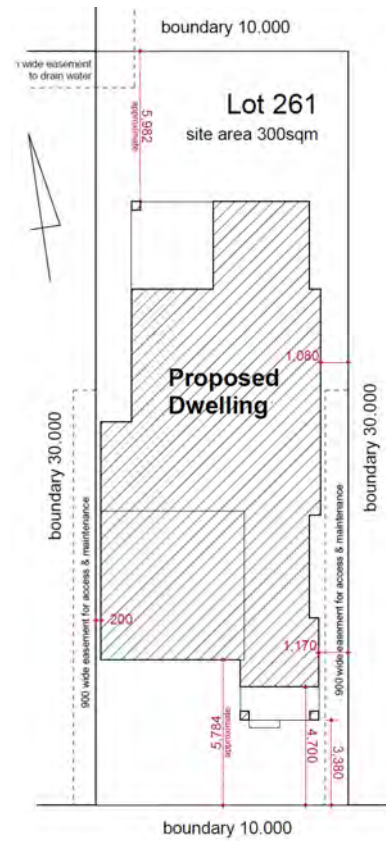 boundary 10.000
wide easement
to drain water
5,982
approximate
Lot 261
site area 300sqm
1,080
Proposed
Dwelling
boundary 30.000
boundary 30.000
900 wide easement for access & maintenance
200
900 wide easement for access & maintenance
1,170
5,784
approximate
4,700
3,380
boundary 10.000